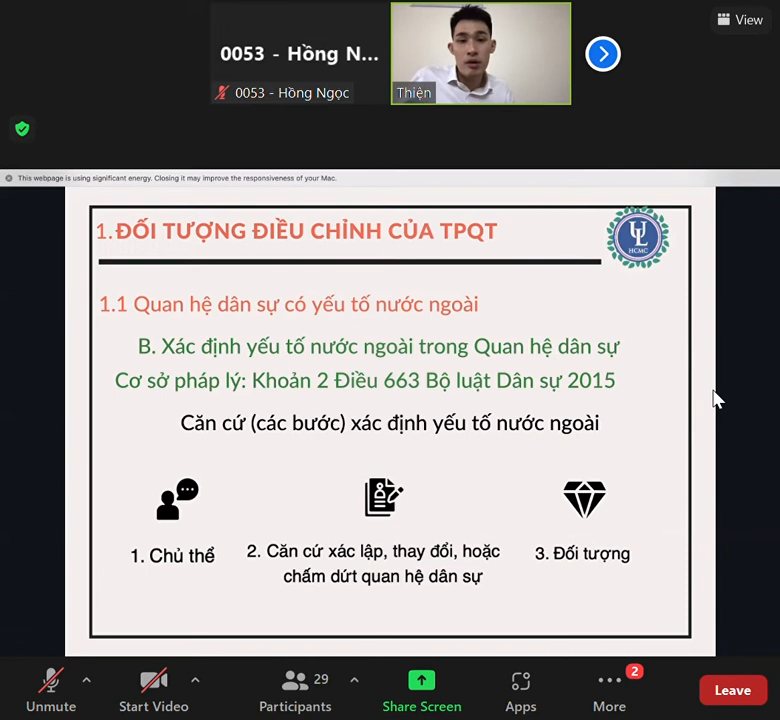 0053 - Hồng N...
View
0053 - Hồng Ngọc
Thiện
This webpage is using significant energy. Closing it may improve the responsiveness of your Mac.
1.ĐỐI TƯỢNG ĐIỀU CHỈNH CỦA TPQT
UL
HCMC
1.1 Quan hệ dân sự có yếu tố nước ngoài
B. Xác định yếu tố nước ngoài trong Quan hệ dân sự
Cơ sở pháp lý: Khoản 2 Điều 663 Bộ luật Dân sự 2015
Căn cứ (các bước) xác định yếu tố nước ngoài
1. Chủ thể
2. Căn cứ xác lập, thay đổi, hoặc
chấm dứt quan hệ dân sự
3. Đối tượng
29
2
Unmute
Start Video
Participants
Share Screen
Apps
More
Leave